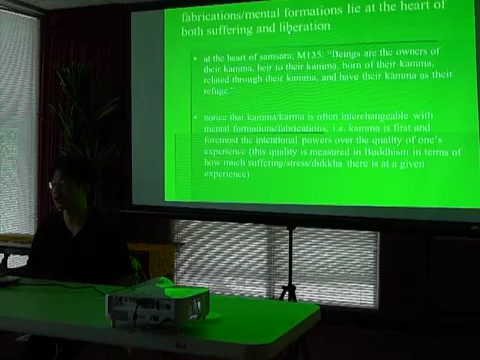 fabrications/mental formations lie at the heart of
both suffering and liberation
• at the heart of samsara, M135: "Beings are the owners of
their kamma, heir to their kamma, born of their kamma,
related through their kamma, and have their kamma as their
refuge."
• notice that kamma/karma is often interchangeable with
mental formations/fabrications, i.e. kamma is first and
foremost the intentional powers over the quality of one's
experience (this quality is measured in Buddhism in terms of
how much suffering/stress/dukkha there is at a given
experience)